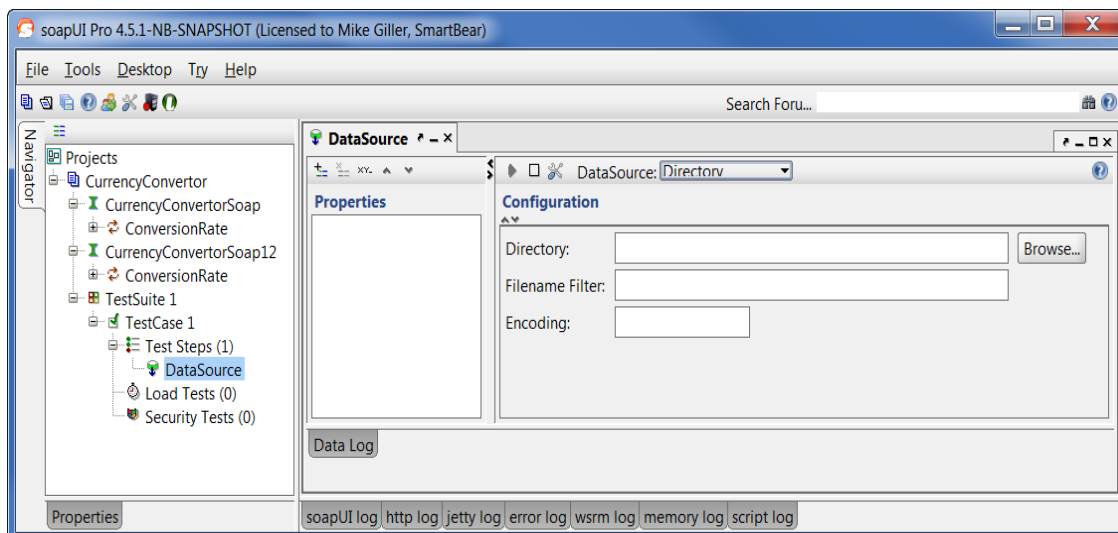 soapUI Pro 4.5.1-NB-SNAPSHOT (Licensed to Mike Giller, SmartBear)
File Tools Desktop Try Help
Search Foru...
Navigator
Projects
CurrencyConvertor
CurrencyConvertorSoap
ConversionRate
CurrencyConvertorSoap12
ConversionRate
TestSuite 1
TestCase 1
Test Steps (1)
DataSource
Load Tests (0)
Security Tests (0)
Properties
DataSource
XY.
Properties
DataSource: Directory
Configuration
Directory:
Browse...
Filename Filter:
Encoding:
Data Log
soapUI log http log jetty log error log wsrm log memory log script log